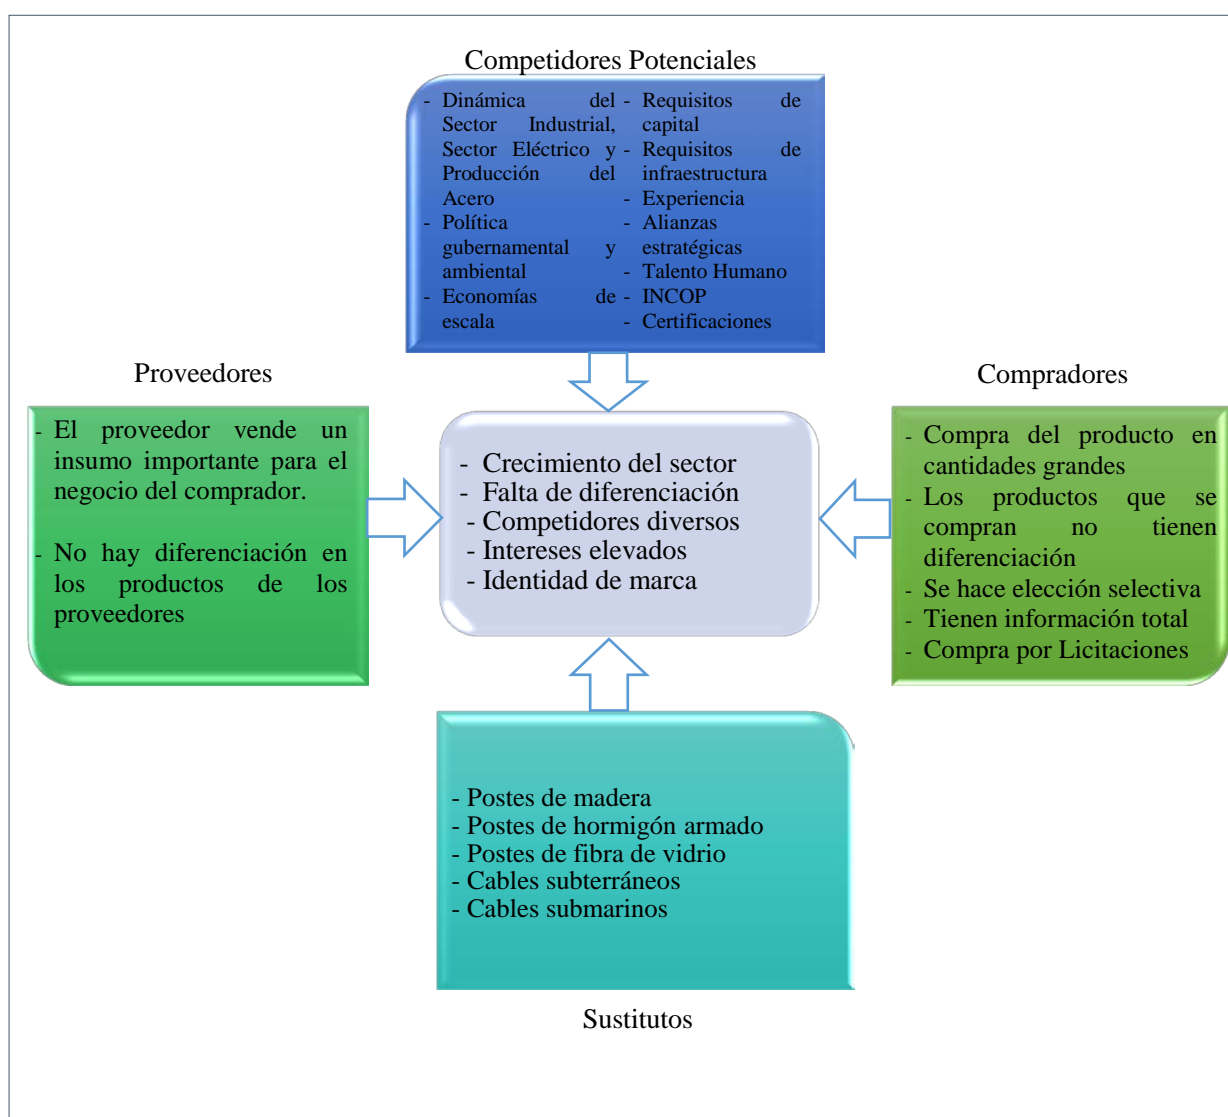 Competidores Potenciales
- Dinámica del
Sector Industrial,
Sector Eléctrico y
Producción del
Acero
- Política
gubernamental y
ambiental
- Economías de
escala
- Requisitos de
capital
- Requisitos de
infraestructura
- Experiencia
- Alianzas
estratégicas
- Talento Humano
- INCOP
- Certificaciones
Proveedores
- El proveedor vende un
insumo importante para el
negocio del comprador.
- No hay diferenciación en
los productos de los
proveedores
- Crecimiento del sector
- Falta de diferenciación
- Competidores diversos
- Intereses elevados
- Identidad de marca
Compradores
- Compra del producto en
cantidades grandes
- Los productos que se
compran no tienen
diferenciación
- Se hace elección selectiva
- Tienen información total
- Compra por Licitaciones
- Postes de madera
- Postes de hormigón armado
- Postes de fibra de vidrio
- Cables subterráneos
- Cables submarinos
Sustitutos